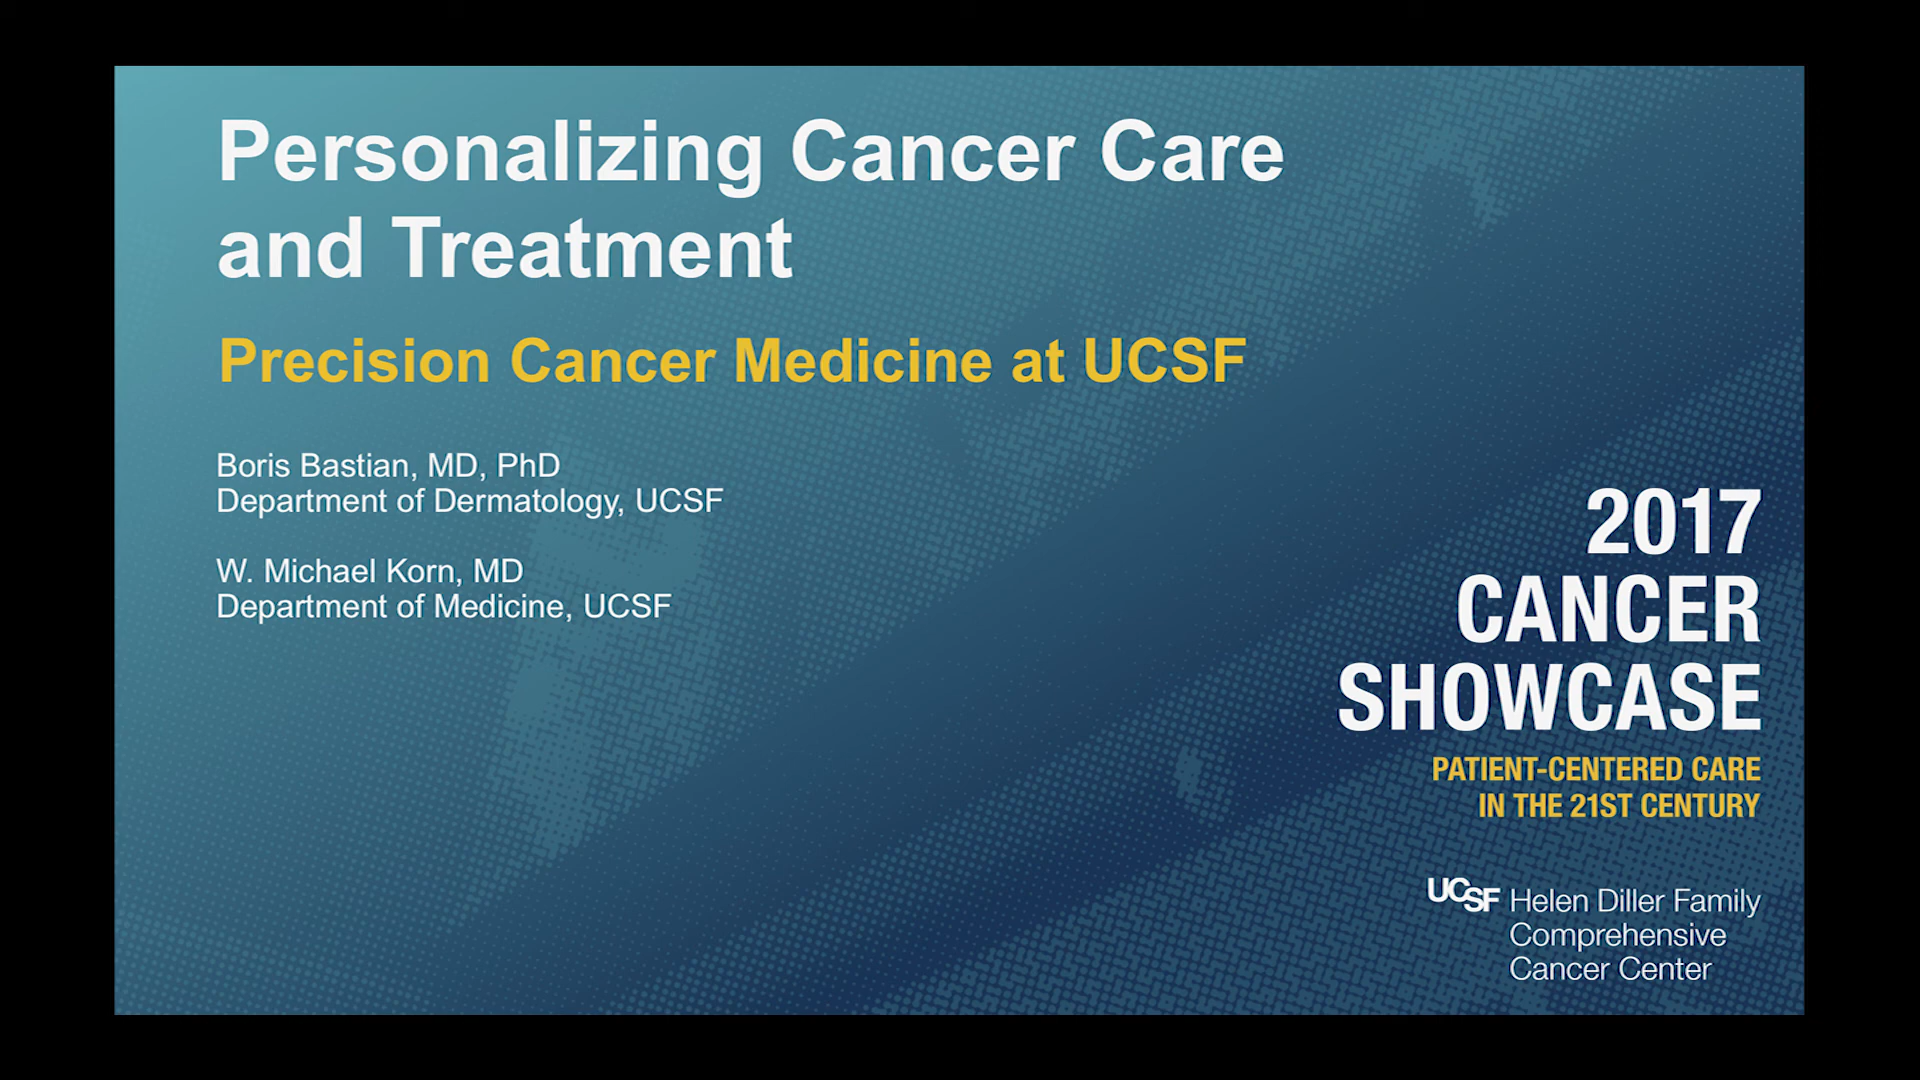 Personalizing Cancer Care
and Treatment
Precision Cancer Medicine at UCSF
Boris Bastian, MD, PhD
Department of Dermatology, UCSF
W. Michael Korn, MD
Department of Medicine, UCSF
2017
CANCER
SHOWCASE
PATIENT-CENTERED CARE
IN THE 21ST CENTURY
UCSF Helen Diller Family
Comprehensive
Cancer Center